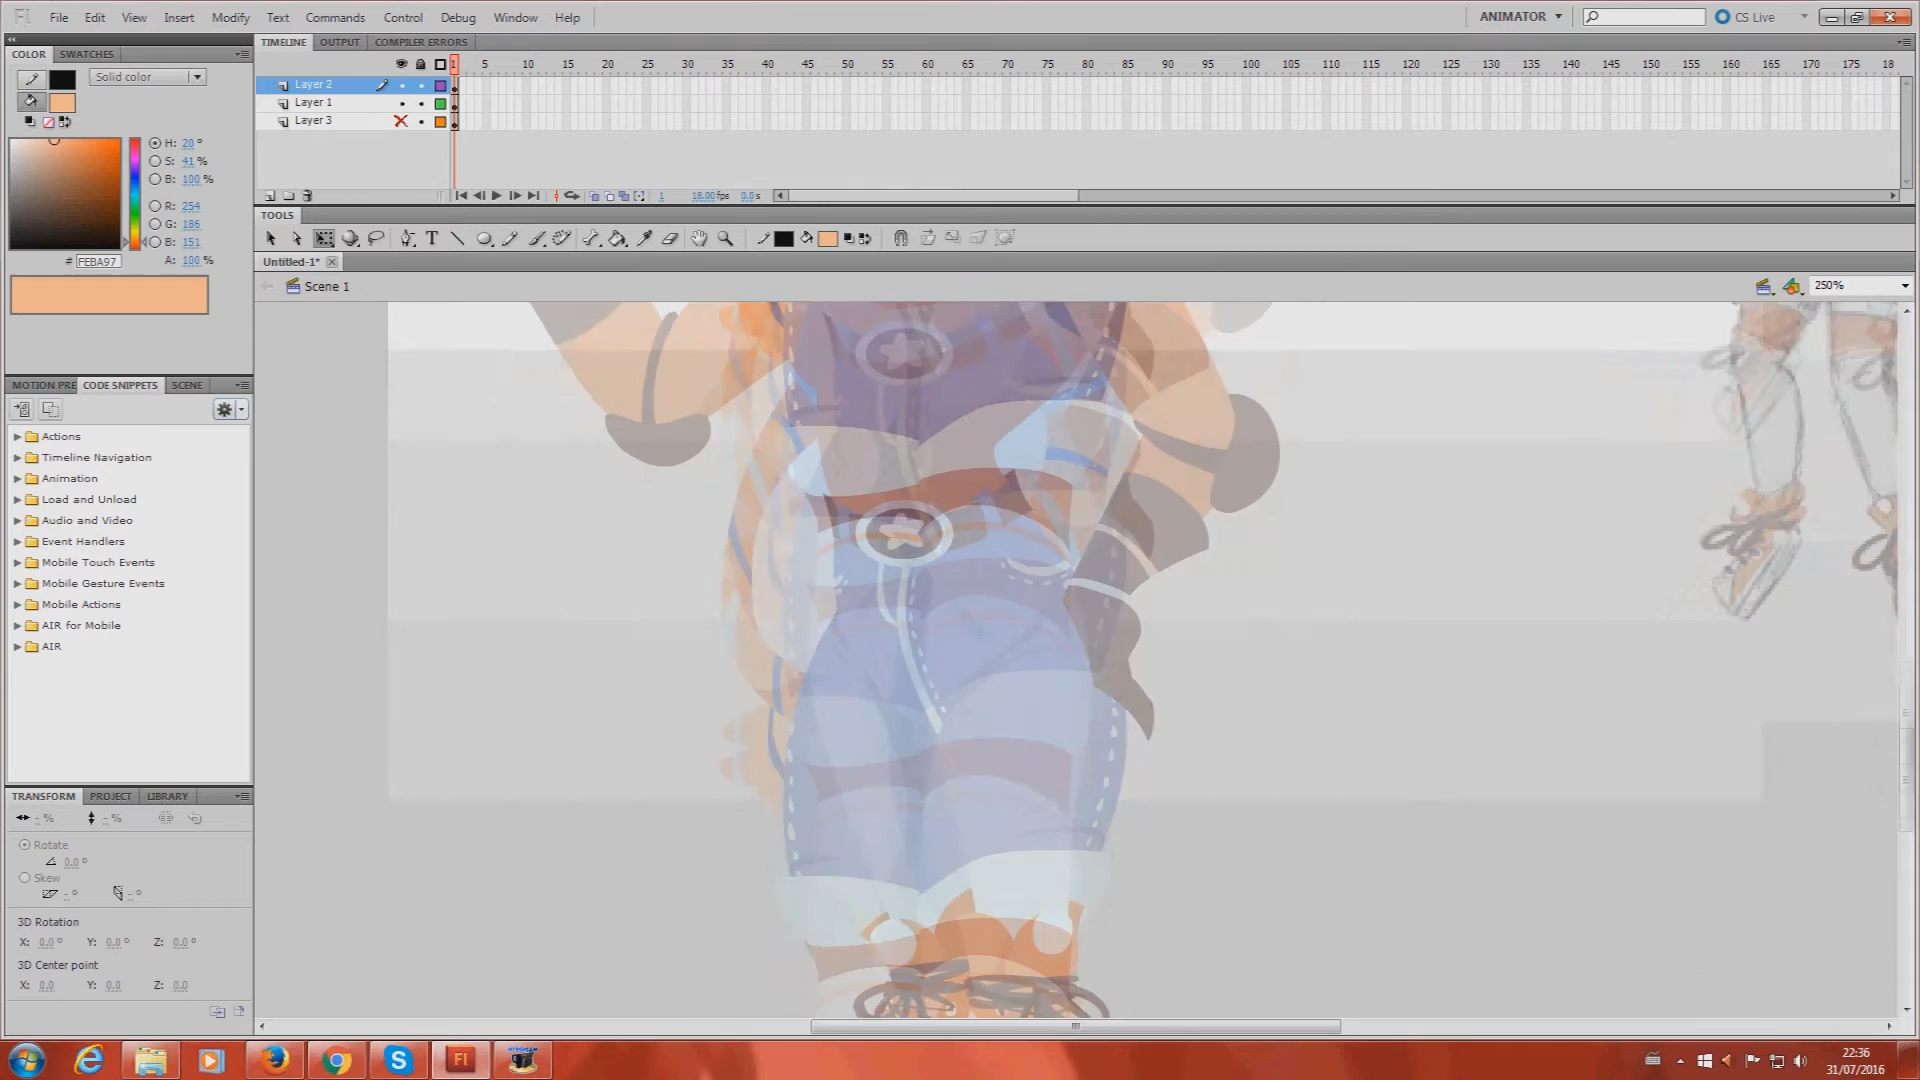 Fl File Edit View Insert Modify Text Commands Control Debug Window Help ANIMATOR CS Live
COLOR SWATCHES
Solid color
H: 20 °
S: 41 %
B: 100 %
R: 254
G: 186
B: 151
# FEBA97 A: 100 %
TIMELINE OUTPUT COMPILER ERRORS
1 5 10 15 20 25 30 35 40 45 50 55 60 65 70 75 80 85 90 95 100 105 110 115 120 125 130 135 140 145 150 155 160 165 170 175 18
Layer 2
Layer 1
Layer 3
1 18.00 fps 0.0 s
TOOLS
Untitled-1*
Scene 1 250%
MOTION PRE CODE SNIPPETS SCENE
Actions
Timeline Navigation
Animation
Load and Unload
Audio and Video
Event Handlers
Mobile Touch Events
Mobile Gesture Events
Mobile Actions
AIR for Mobile
AIR
TRANSFORM PROJECT LIBRARY
- % - %
Rotate
0.0 °
Skew
- ° - °
3D Rotation
X: 0.0 ° Y: 0.0 ° Z: 0.0 °
3D Center point
X: 0.0 Y: 0.0 Z: 0.0
Fl
22:36
31/07/2016